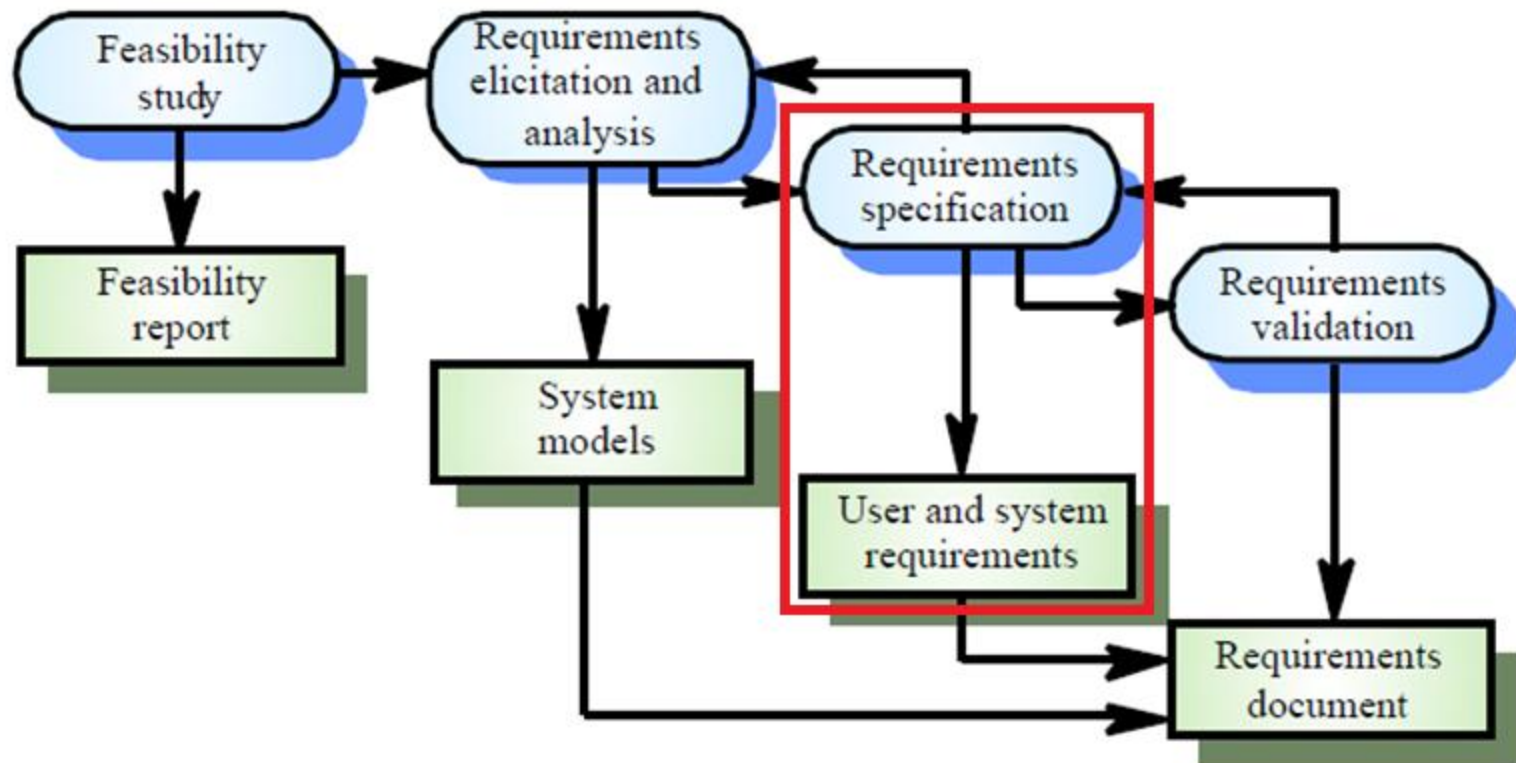 Feasibility
study
Requirements
elicitation and
analysis
Requirements
specification
Requirements
validation
Feasibility
report
System
models
User and system
requirements
Requirements
document